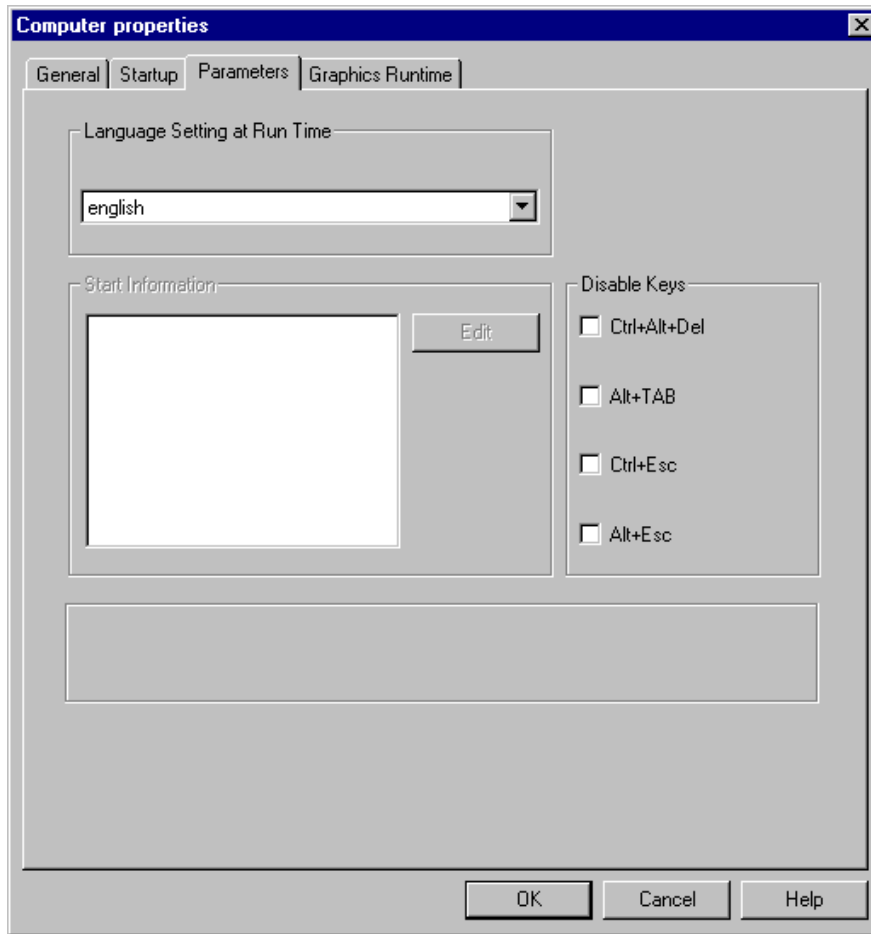 Computer properties
General Startup Parameters Graphics Runtime
Language Setting at Run Time
english
Start Information
Edit
Disable Keys
Ctrl+Alt+Del
Alt+TAB
Ctrl+Esc
Alt+Esc
OK Cancel Help